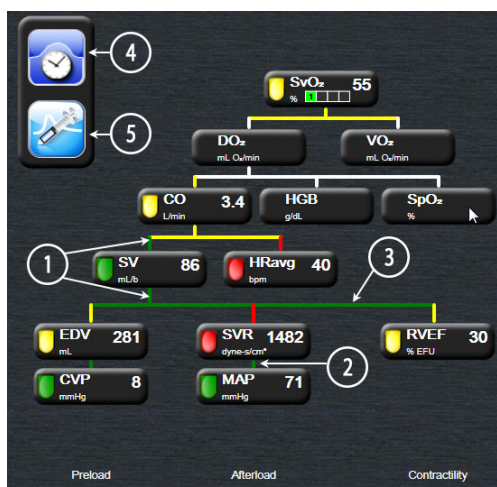 4
5
SvO₂ 55
% 1
DO₂
mL O₂/min
VO₂
mL O₂/min
CO 3.4
L/min
HGB
g/dL
SpO₂
%
1
SV 86
mL/b
HRavg 40
bpm
3
EDV 281
mL
SVR 1482
dyne-s/cm⁵
RVEF 30
% EFU
2
CVP 8
mmHg
MAP 71
mmHg
Preload Afterload Contractility